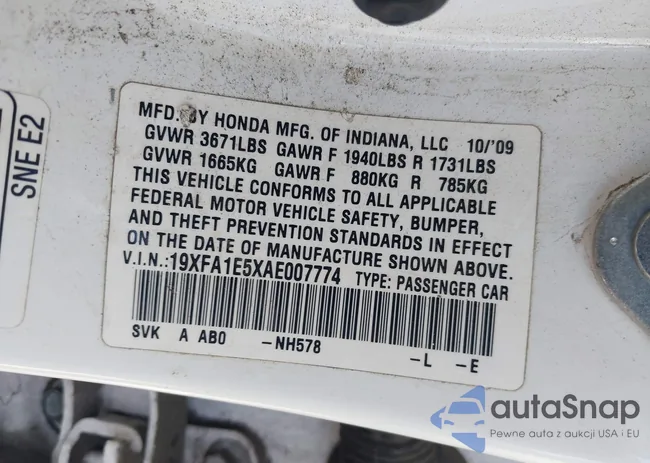 SNE E2
MFD. BY HONDA MFG. OF INDIANA, LLC 10/'09
GVWR 3671LBS GAWR F 1940LBS R 1731LBS
GVWR 1665KG GAWR F 880KG R 785KG
THIS VEHICLE CONFORMS TO ALL APPLICABLE
FEDERAL MOTOR VEHICLE SAFETY, BUMPER,
AND THEFT PREVENTION STANDARDS IN EFFECT
ON THE DATE OF MANUFACTURE SHOWN ABOVE.
V.I.N.:19XFA1E5XAE007774 TYPE: PASSENGER CAR
SVK A AB0 -NH578 -L -E
autaSnap
Pewne auta z aukcji USA i EU